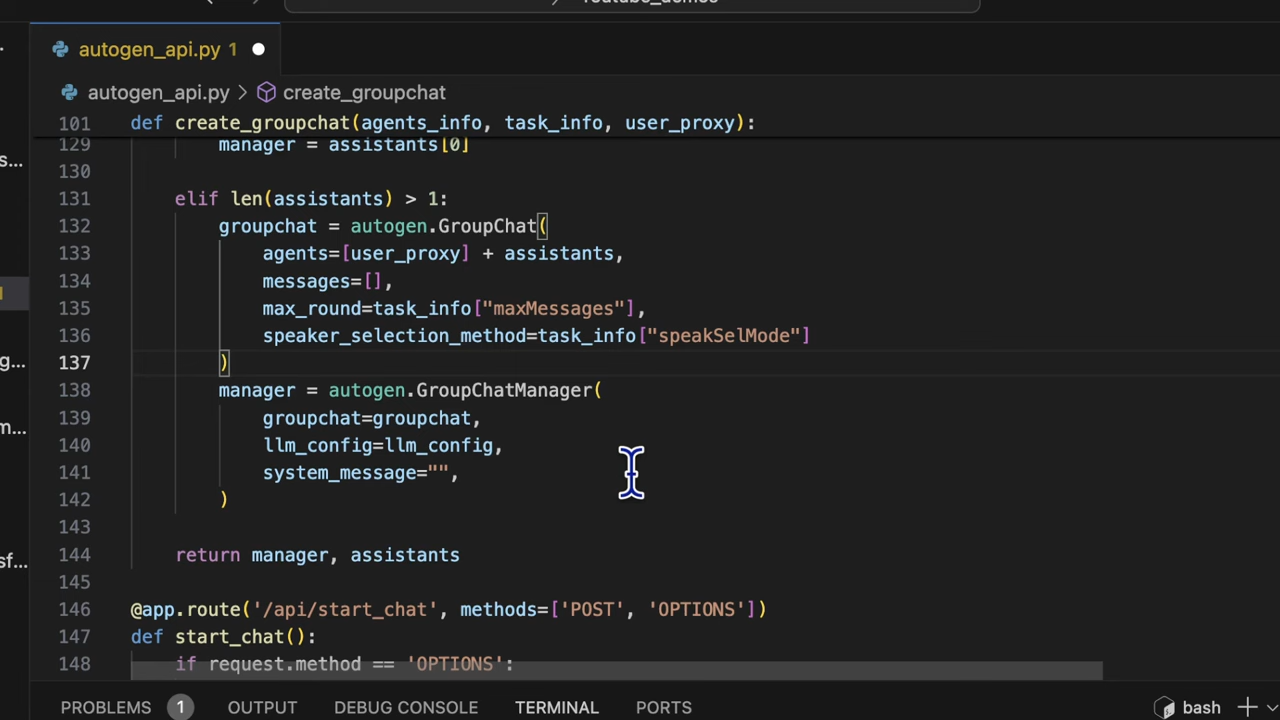 autogen_api.py 1
autogen_api.py > create_groupchat
101 def create_groupchat(agents_info, task_info, user_proxy):
129 manager = assistants[0]
130
131 elif len(assistants) > 1:
132 groupchat = autogen.GroupChat(
133 agents=[user_proxy] + assistants,
134 messages=[],
135 max_round=task_info["maxMessages"],
136 speaker_selection_method=task_info["speakSelMode"]
137 )
138 manager = autogen.GroupChatManager(
139 groupchat=groupchat,
140 llm_config=llm_config,
141 system_message="",
142 )
143
144 return manager, assistants
145
146 @app.route('/api/start_chat', methods=['POST', 'OPTIONS'])
147 def start_chat():
148 if request.method == 'OPTIONS':
PROBLEMS 1 OUTPUT DEBUG CONSOLE TERMINAL PORTS bash